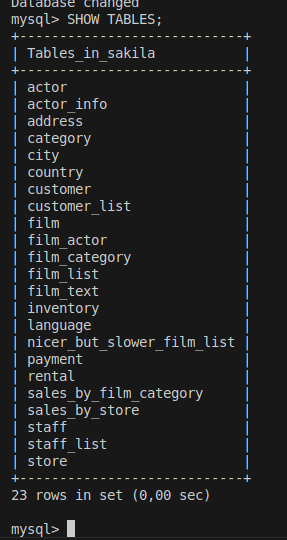 Database changed
mysql> SHOW TABLES;
+----------------------------+
| Tables_in_sakila           |
+----------------------------+
| actor                      |
| actor_info                 |
| address                    |
| category                   |
| city                       |
| country                    |
| customer                   |
| customer_list              |
| film                       |
| film_actor                 |
| film_category              |
| film_list                  |
| film_text                  |
| inventory                  |
| language                   |
| nicer_but_slower_film_list |
| payment                    |
| rental                     |
| sales_by_film_category     |
| sales_by_store             |
| staff                      |
| staff_list                 |
| store                      |
+----------------------------+
23 rows in set (0,00 sec)
mysql>